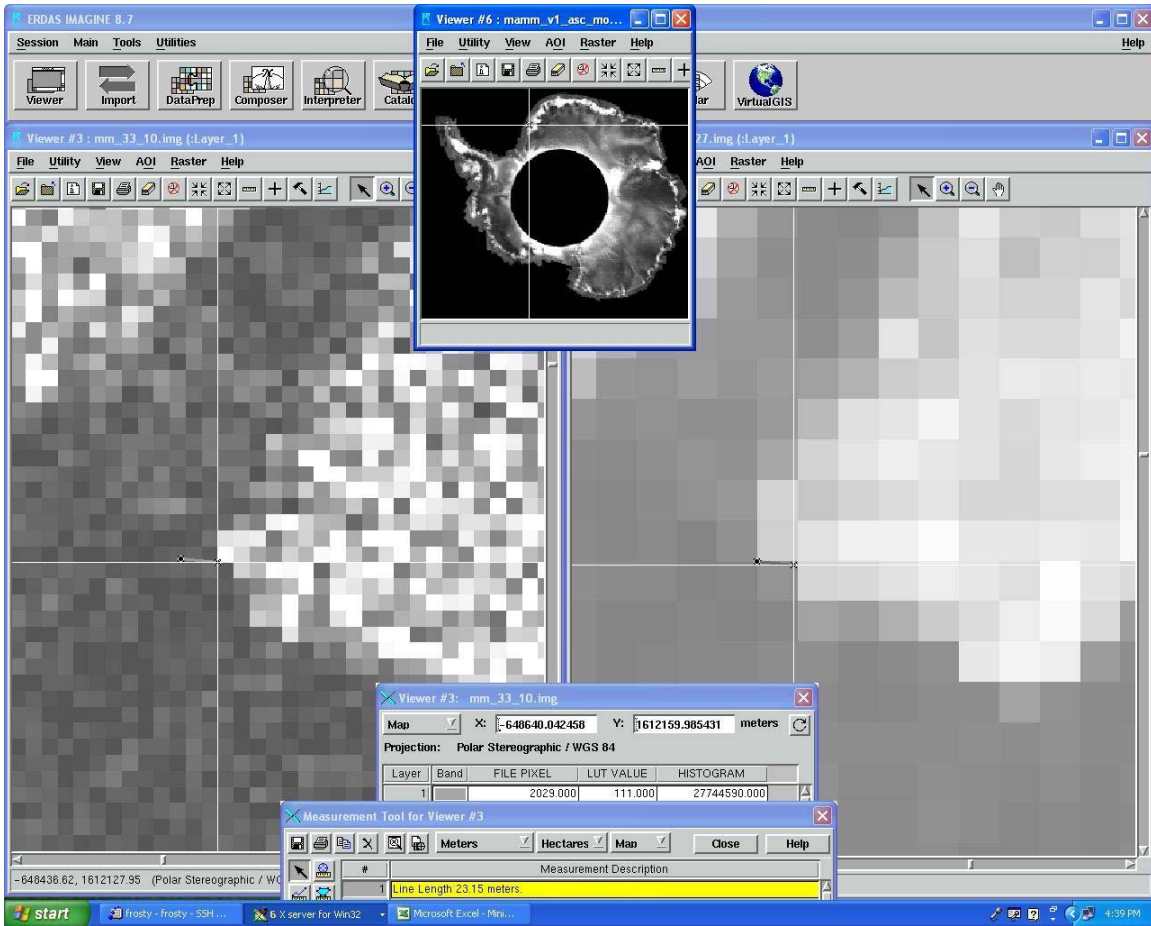 ERDAS IMAGINE 8.7
Session Main Tools Utilities
Help
Viewer
Import
DataPrep
Composer
Interpreter
VirtualGIS
Viewer #6 : mamm_v1_asc_mo...
File Utility View AOI Raster Help
Viewer #3 : mm_33_10.img (:Layer_1)
File Utility View AOI Raster Help
27.img (:Layer_1)
AOI Raster Help
Viewer #3: mm_33_10.img
Map X: -648640.042458 Y: 1612159.985431 meters
Projection: Polar Stereographic / WGS 84
Layer Band FILE PIXEL LUT VALUE HISTOGRAM
1 2029.000 111.000 27744590.000
Measurement Tool for Viewer #3
Meters Hectares Map Close Help
# Measurement Description
1 Line Length 23.15 meters.
-648436.62, 1612127.95 (Polar Stereographic / WG
start
frosty - frosty - SSH ...
6 X server for Win32
Microsoft Excel - Mini...
4:39 PM